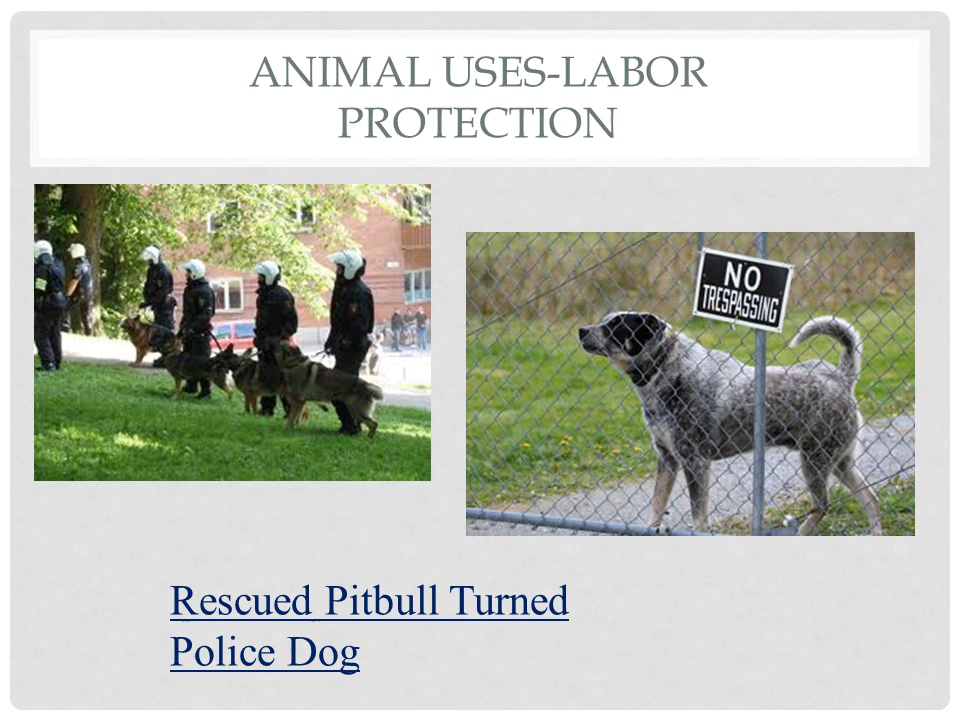 ANIMAL USES-LABOR
PROTECTION
NO
TRESPASSING
Rescued Pitbull Turned
Police Dog